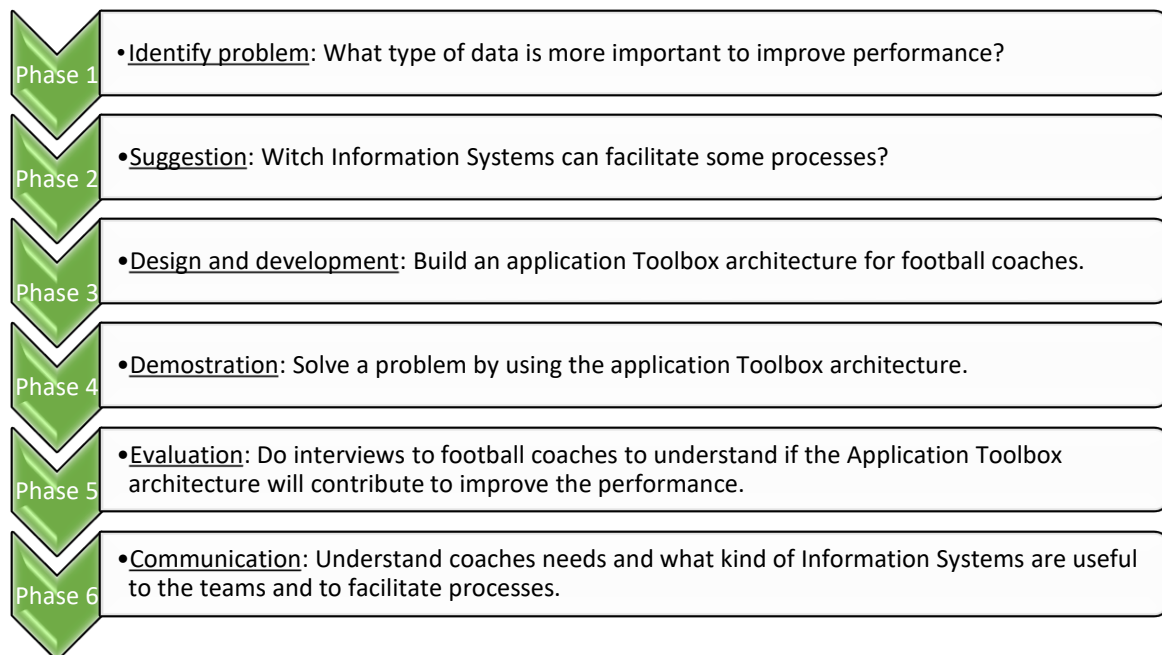 Phase 1
•Identify problem: What type of data is more important to improve performance?
Phase 2
•Suggestion: Witch Information Systems can facilitate some processes?
Phase 3
•Design and development: Build an application Toolbox architecture for football coaches.
Phase 4
•Demostration: Solve a problem by using the application Toolbox architecture.
Phase 5
•Evaluation: Do interviews to football coaches to understand if the Application Toolbox
architecture will contribute to improve the performance.
Phase 6
•Communication: Understand coaches needs and what kind of Information Systems are useful
to the teams and to facilitate processes.